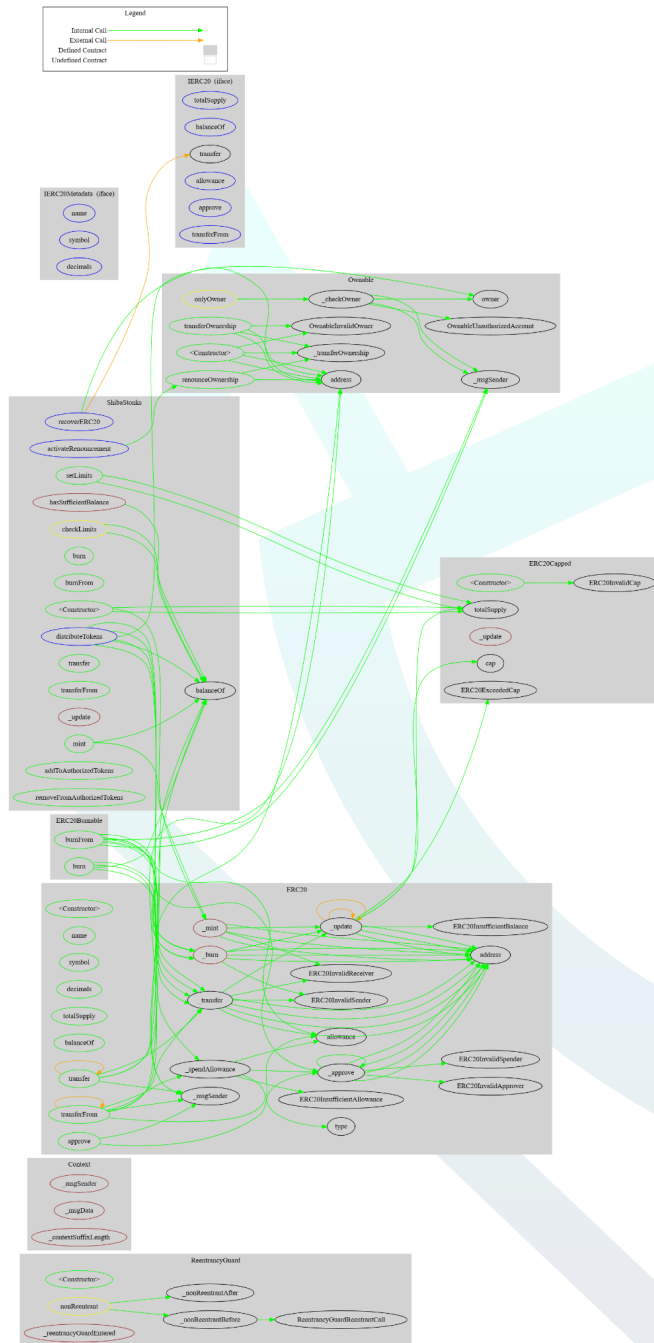 Legend
Internal Call
External Call
Defined Contract
Undefined Contract
IERC20 (iface)
totalSupply
balanceOf
transfer
allowance
approve
transferFrom
IERC20Metadata (iface)
name
symbol
decimals
Ownable
onlyOwner
_checkOwner
owner
transferOwnership
OwnableInvalidOwner
OwnableUnauthorizedAccount
<Constructor>
_transferOwnership
renounceOwnership
address
_msgSender
ShibaStonks
recoverERC20
activateRenouncement
setLimits
hasSufficientBalance
checkLimits
burn
burnFrom
<Constructor>
distributeTokens
transfer
transferFrom
_update
mint
addToAuthorizedTokens
removeFromAuthorizedTokens
balanceOf
ERC20Capped
<Constructor>
ERC20InvalidCap
totalSupply
_update
cap
ERC20ExceededCap
ERC20Burnable
burnFrom
burn
ERC20
<Constructor>
name
symbol
decimals
totalSupply
balanceOf
transfer
transferFrom
approve
_mint
_burn
_transfer
_spendAllowance
_msgSender
_update
ERC20InvalidReceiver
ERC20InvalidSender
allowance
_approve
ERC20InsufficientAllowance
type
ERC20InsufficientBalance
address
ERC20InvalidSpender
ERC20InvalidApprover
Context
_msgSender
_msgData
_contextSuffixLength
ReentrancyGuard
<Constructor>
nonReentrant
_nonReentrantAfter
_nonReentrantBefore
ReentrancyGuardReentrantCall
_reentrancyGuardEntered